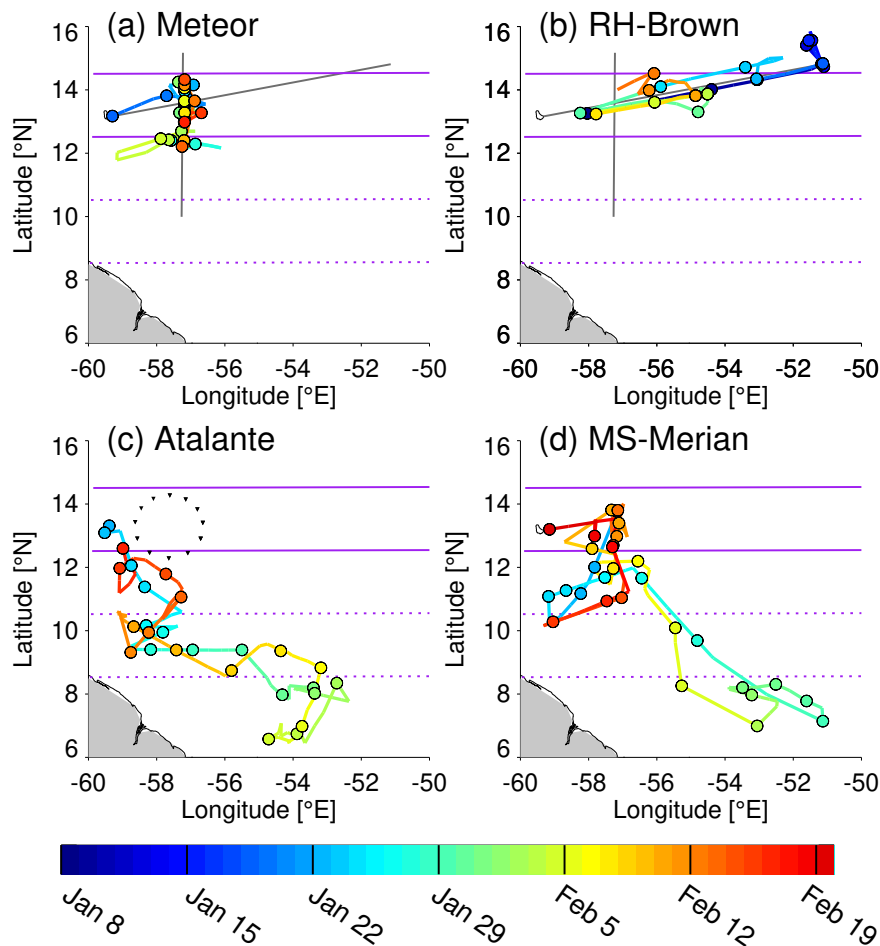 (a) Meteor
(b) RH-Brown
16
14
12
10
8
6
Latitude [°N]
-60 -58 -56 -54 -52 -50
Longitude [°E]
16
14
12
10
8
6
Latitude [°N]
-60 -58 -56 -54 -52 -50
Longitude [°E]
(c) Atalante
(d) MS-Merian
16
14
12
10
8
6
Latitude [°N]
-60 -58 -56 -54 -52 -50
Longitude [°E]
16
14
12
10
8
6
Latitude [°N]
-60 -58 -56 -54 -52 -50
Longitude [°E]
Jan 8
Jan 15
Jan 22
Jan 29
Feb 5
Feb 12
Feb 19